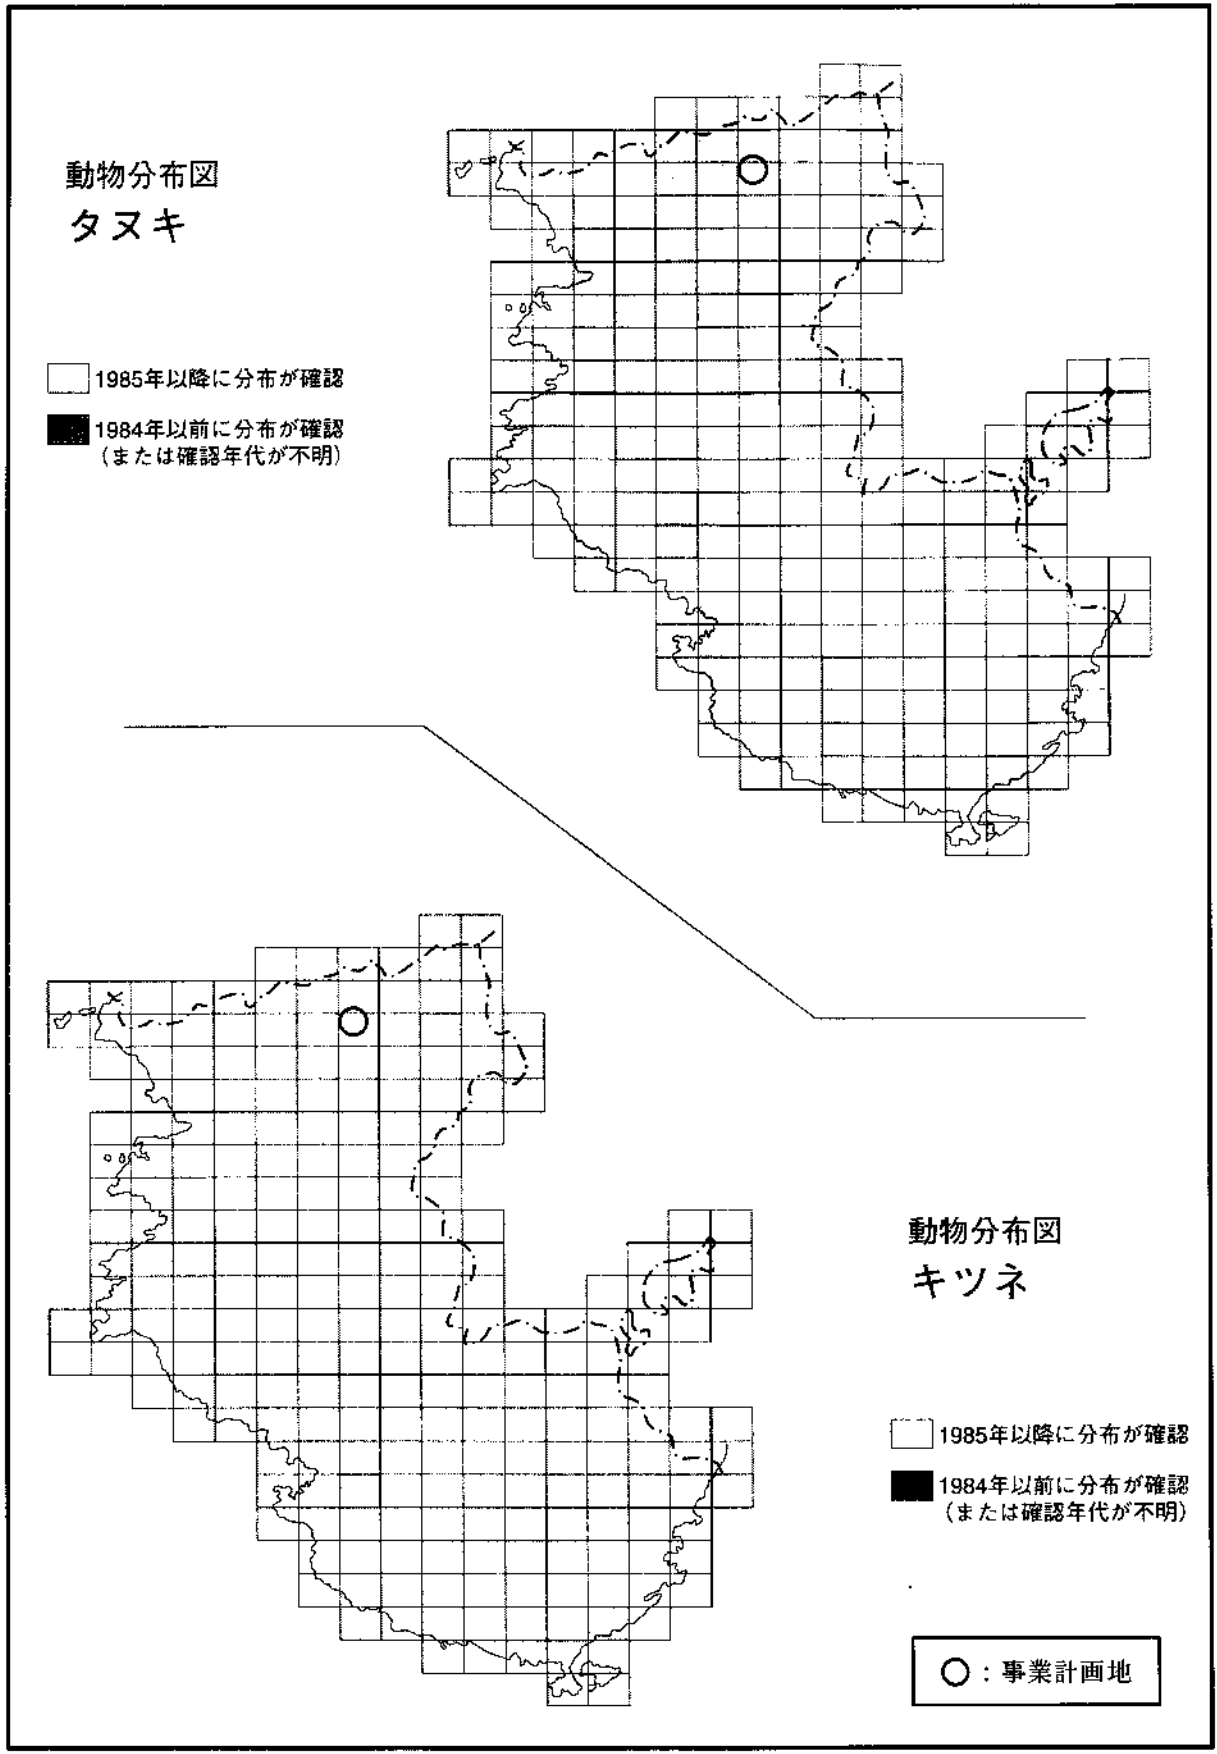 動物分布図
タヌキ
1985年以降に分布が確認
1984年以前に分布が確認
（または確認年代が不明）
動物分布図
キツネ
1985年以降に分布が確認
1984年以前に分布が確認
（または確認年代が不明）
○：事業計画地